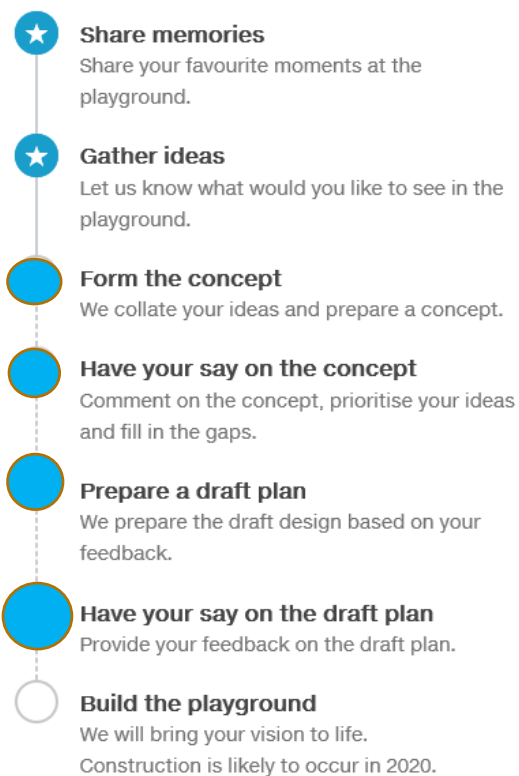 Share memories
Share your favourite moments at the
playground.
Gather ideas
Let us know what would you like to see in the
playground.
Form the concept
We collate your ideas and prepare a concept.
Have your say on the concept
Comment on the concept, prioritise your ideas
and fill in the gaps.
Prepare a draft plan
We prepare the draft design based on your
feedback.
Have your say on the draft plan
Provide your feedback on the draft plan.
Build the playground
We will bring your vision to life.
Construction is likely to occur in 2020.